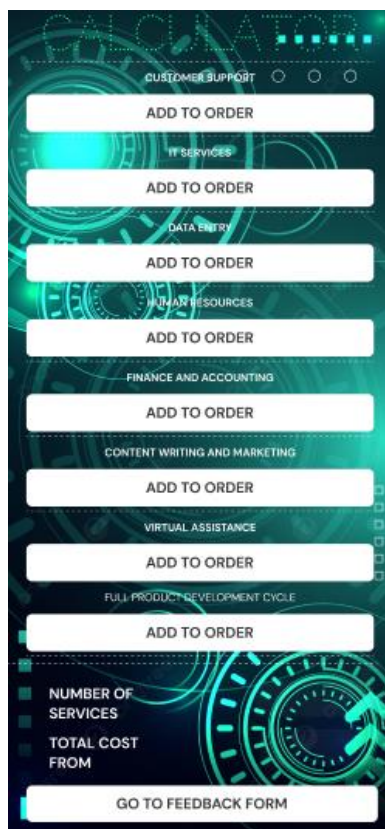 CALCULATOR
CUSTOMER SUPPORT
ADD TO ORDER
IT SERVICES
ADD TO ORDER
DATA ENTRY
ADD TO ORDER
HUMAN RESOURCES
ADD TO ORDER
FINANCE AND ACCOUNTING
ADD TO ORDER
CONTENT WRITING AND MARKETING
ADD TO ORDER
VIRTUAL ASSISTANCE
ADD TO ORDER
FULL PRODUCT DEVELOPMENT CYCLE
ADD TO ORDER
NUMBER OF
SERVICES
TOTAL COST
FROM
GO TO FEEDBACK FORM